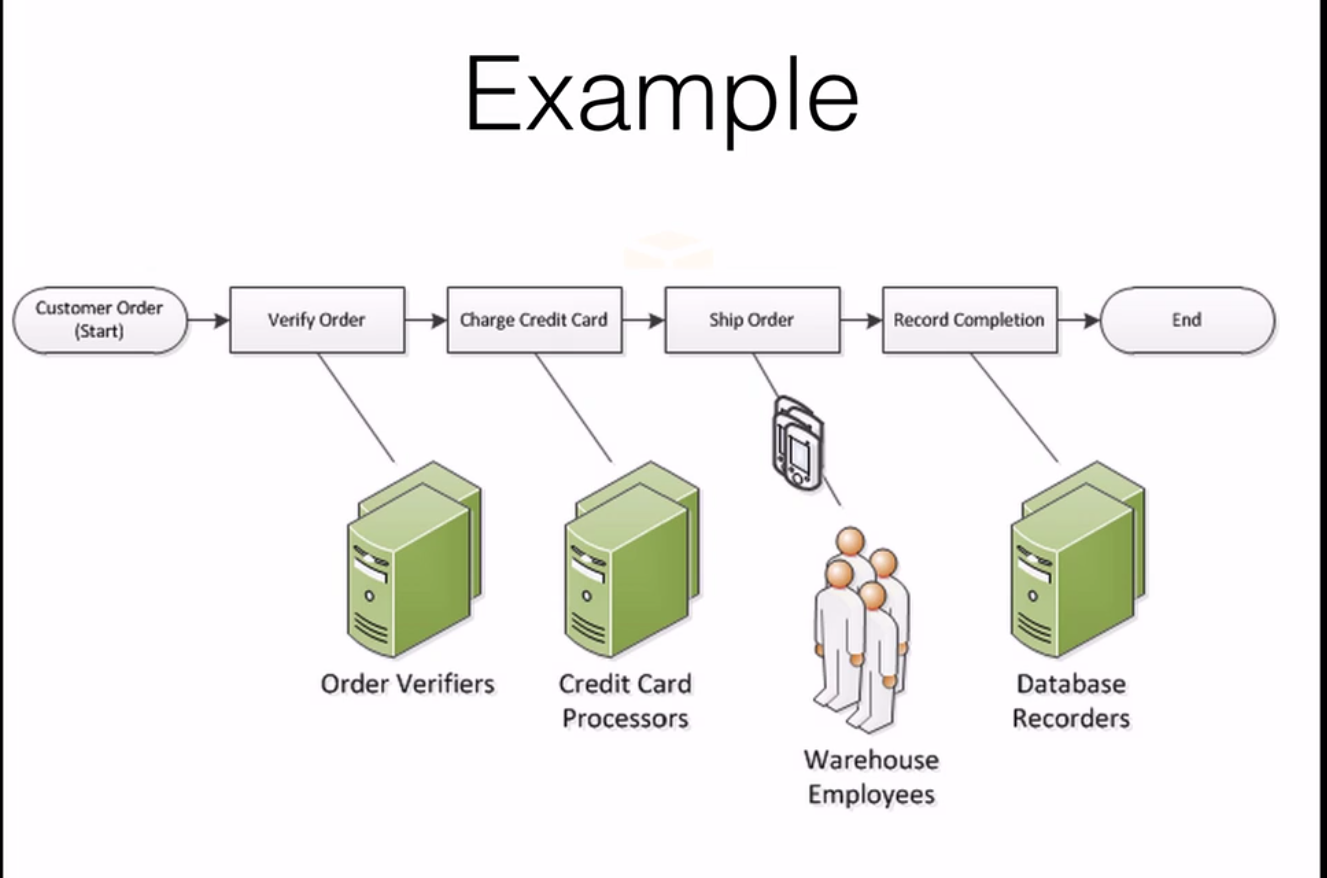 Example
Customer Order
(Start)
Verify Order
Charge Credit Card
Ship Order
Record Completion
End
Order Verifiers
Credit Card
Processors
Warehouse
Employees
Database
Recorders